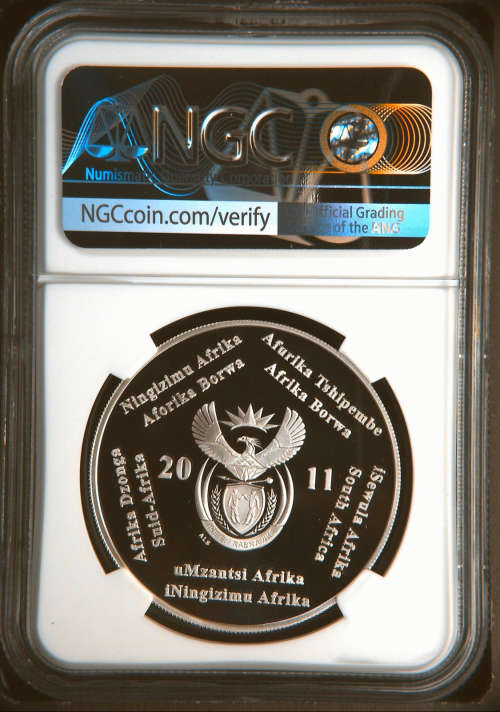 NGC
NGCcoin.com/verify
Official Grading
of the ANA
Ningizimu Afrika
Aforika Borwa
Afurika Tshipembe
Afrika Borwa
20 11
Afrika Dzonga
Suid-Afrika
iSewula Afrika
South Africa
ALS
uMzantsi Afrika
iNingizimu Afrika